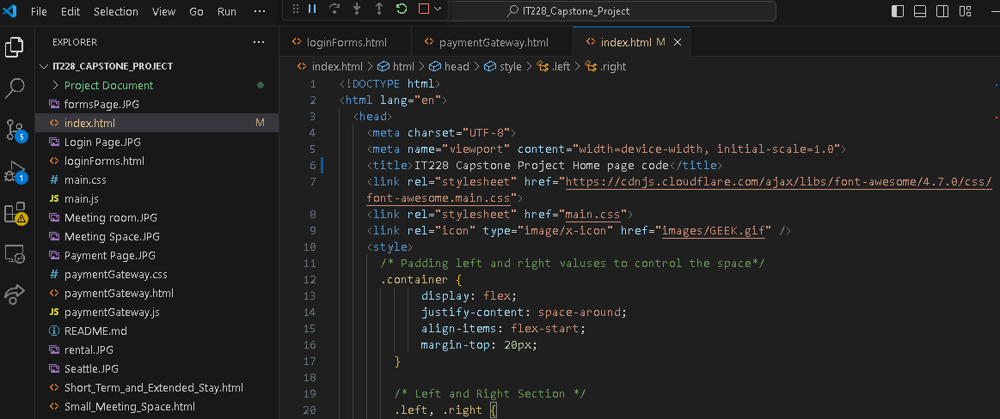 File Edit Selection View Go Run ···
IT228_Capstone_Project
EXPLORER ···
IT228_CAPSTONE_PROJECT
Project Document
formsPage.JPG
index.html M
Login Page.JPG
loginForms.html
# main.css
JS main.js
Meeting room.JPG
Meeting Space.JPG
Payment Page.JPG
# paymentGateway.css
paymentGateway.html
JS paymentGateway.js
README.md
rental.JPG
Seattle.JPG
Short_Term_and_Extended_Stay.html
Small_Meeting_Space.html
5
1
loginForms.html paymentGateway.html index.html M
index.html > html > head > style > .left > .right
1 <!DOCTYPE html>
2 <html lang="en">
3 <head>
4 <meta charset="UTF-8">
5 <meta name="viewport" content="width=device-width, initial-scale=1.0">
6 <title>IT228 Capstone Project Home page code</title>
7 <link rel="stylesheet" href="https://cdnjs.cloudflare.com/ajax/libs/font-awesome/4.7.0/css/
font-awesome.main.css">
8 <link rel="stylesheet" href="main.css">
9 <link rel="icon" type="image/x-icon" href="images/GEEK.gif" />
10 <style>
11 /* Padding left and right valuses to control the space*/
12 .container {
13 display: flex;
14 justify-content: space-around;
15 align-items: flex-start;
16 margin-top: 20px;
17 }
18
19 /* Left and Right Section */
20 .left, .right {